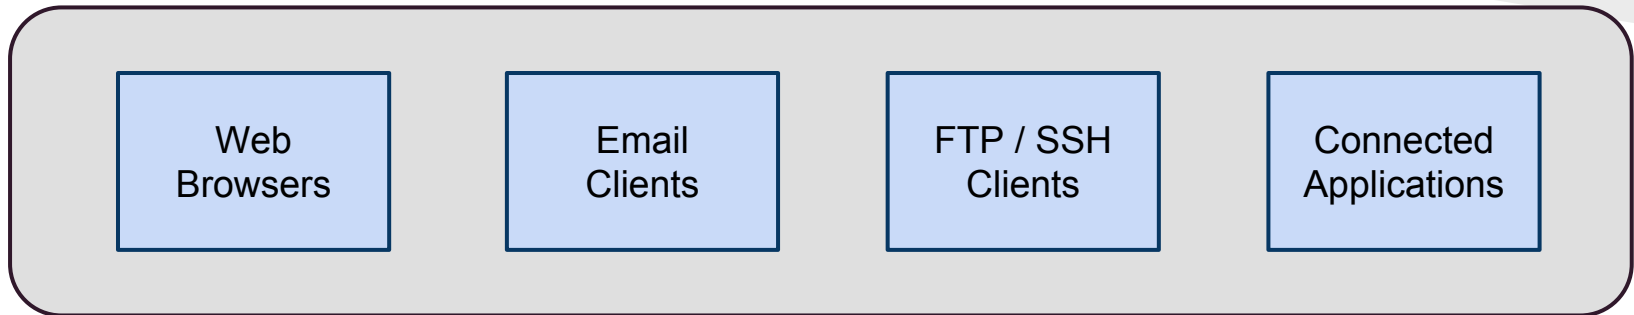 Web
Browsers
Email
Clients
FTP / SSH
Clients
Connected
Applications